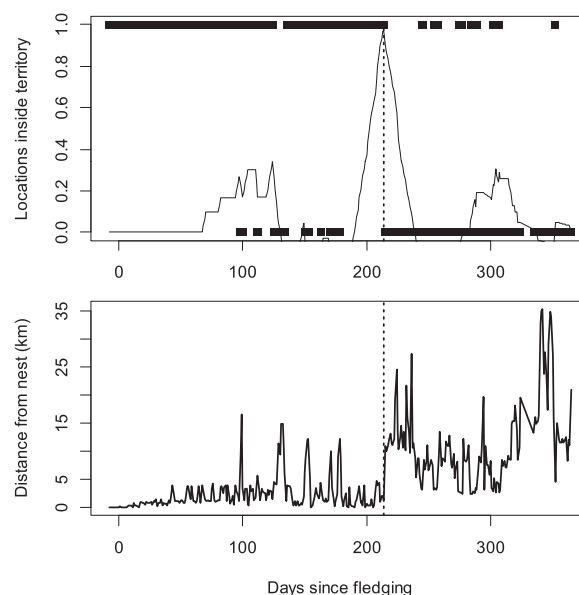 Locations inside territory
1.0
0.8
0.6
0.4
0.2
0.0
0 100 200 300
Distance from nest (km)
35
25
15
5
0
0 100 200 300
Days since fledging